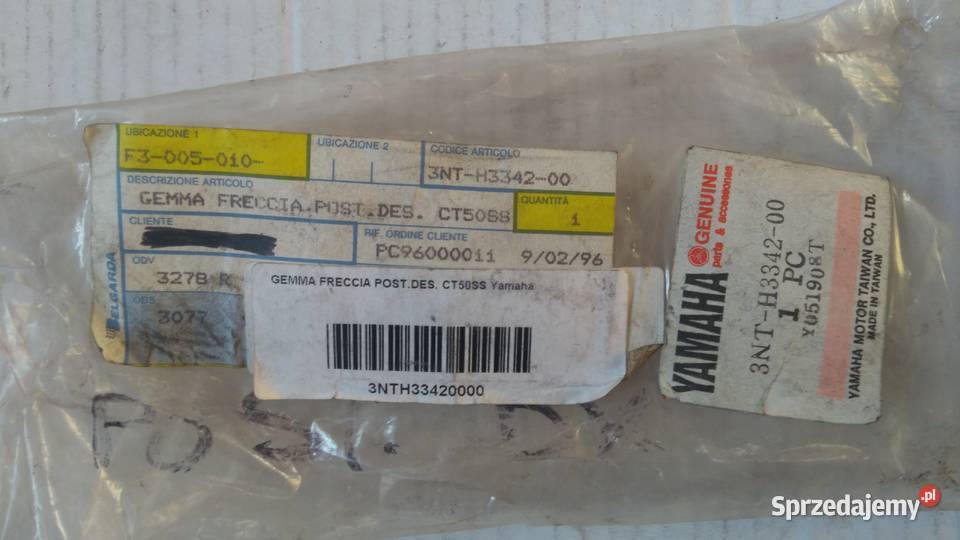 UBICAZIONE 1
F3-005-010-
UBICAZIONE 2
CODICE ARTICOLO
3NT-H3342-00
DESCRIZIONE ARTICOLO
GEMMA FRECCIA.POST.DES. CT50SS
QUANTITÀ
1
CLIENTE
RIF. ORDINE CLIENTE
PC96000011 9/02/96
ODV
3278 R
OBS
3077
BELGARDA
GEMMA FRECCIA POST.DES. CT50SS Yamaha
3NTH33420000
YAMAHA
GENUINE
parts & accessories
3NT-H3342-00
1 PC
Y051908T
YAMAHA MOTOR TAIWAN CO., LTD.
MADE IN TAIWAN
POST.
Sprzedajemy.pl